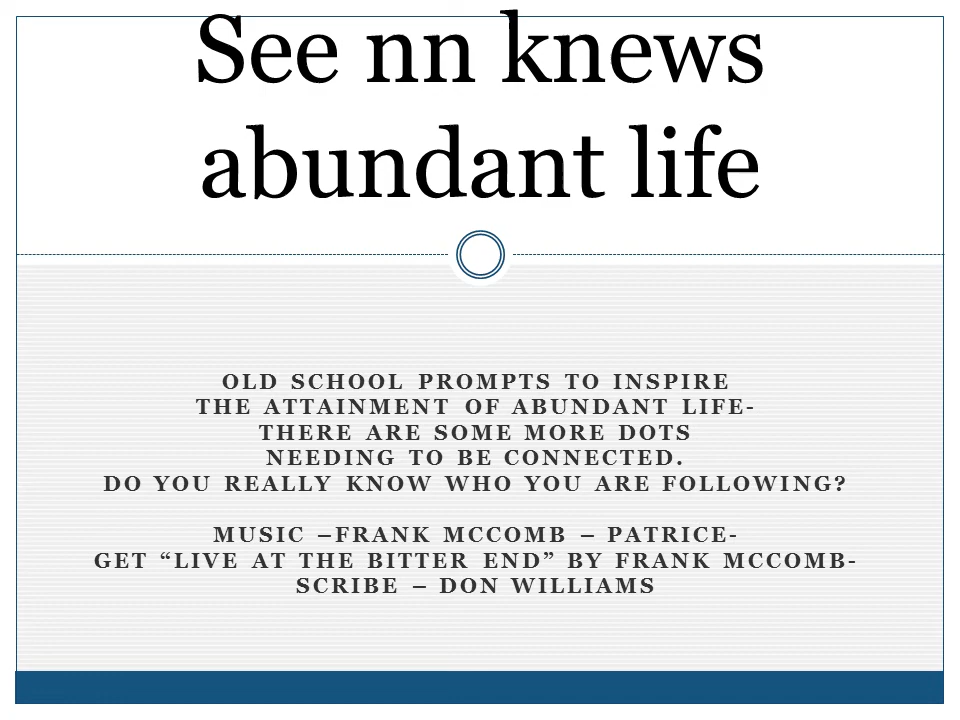 See nn knews
abundant life
OLD SCHOOL PROMPTS TO INSPIRE
THE ATTAINMENT OF ABUNDANT LIFE-
THERE ARE SOME MORE DOTS
NEEDING TO BE CONNECTED.
DO YOU REALLY KNOW WHO YOU ARE FOLLOWING?
MUSIC –FRANK MCCOMB – PATRICE-
GET “LIVE AT THE BITTER END” BY FRANK MCCOMB-
SCRIBE – DON WILLIAMS